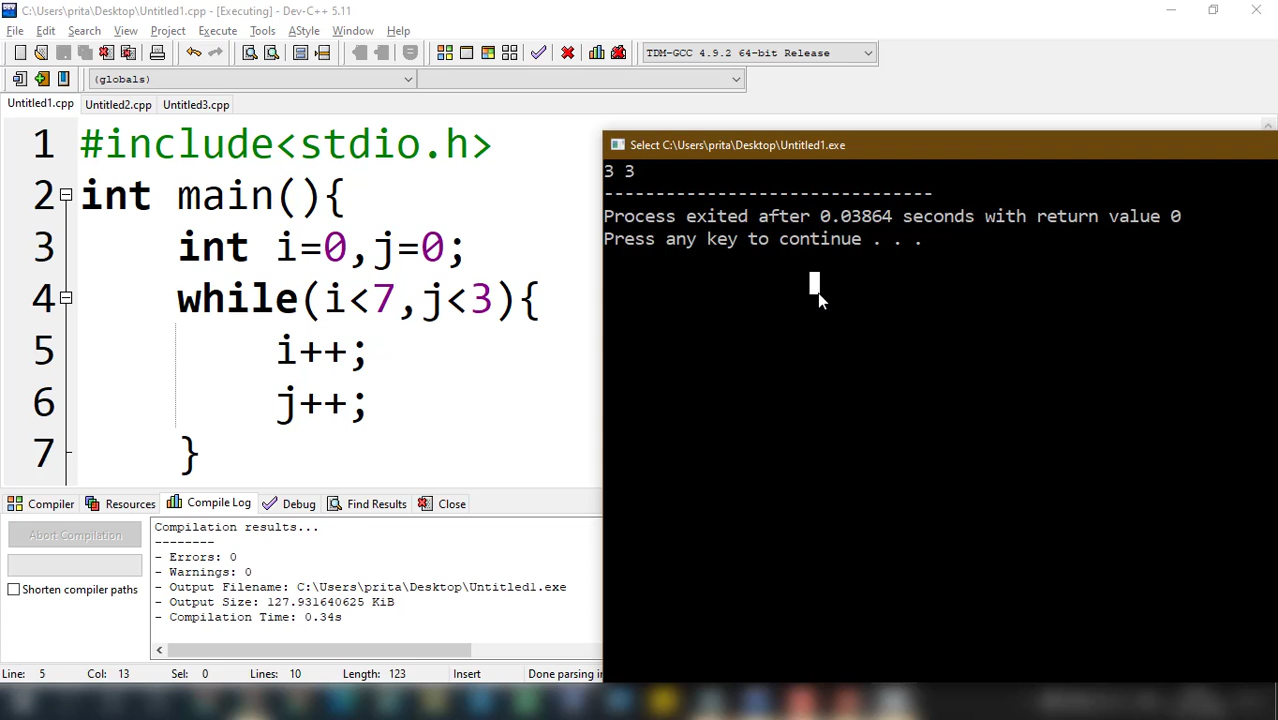 C:\Users\prita\Desktop\Untitled1.cpp - [Executing] - Dev-C++ 5.11
File Edit Search View Project Execute Tools AStyle Window Help
TDM-GCC 4.9.2 64-bit Release
(globals)
Untitled1.cpp Untitled2.cpp Untitled3.cpp
1 #include<stdio.h>
2 int main(){
3 int i=0,j=0;
4 while(i<7,j<3){
5 i++;
6 j++;
7 }
Select C:\Users\prita\Desktop\Untitled1.exe
3 3
--------------------------------
Process exited after 0.03864 seconds with return value 0
Press any key to continue . . .
Compiler Resources Compile Log Debug Find Results Close
Abort Compilation
Shorten compiler paths
Compilation results...
--------
- Errors: 0
- Warnings: 0
- Output Filename: C:\Users\prita\Desktop\Untitled1.exe
- Output Size: 127.931640625 KiB
- Compilation Time: 0.34s
Line: 5 Col: 13 Sel: 0 Lines: 10 Length: 123 Insert Done parsing in